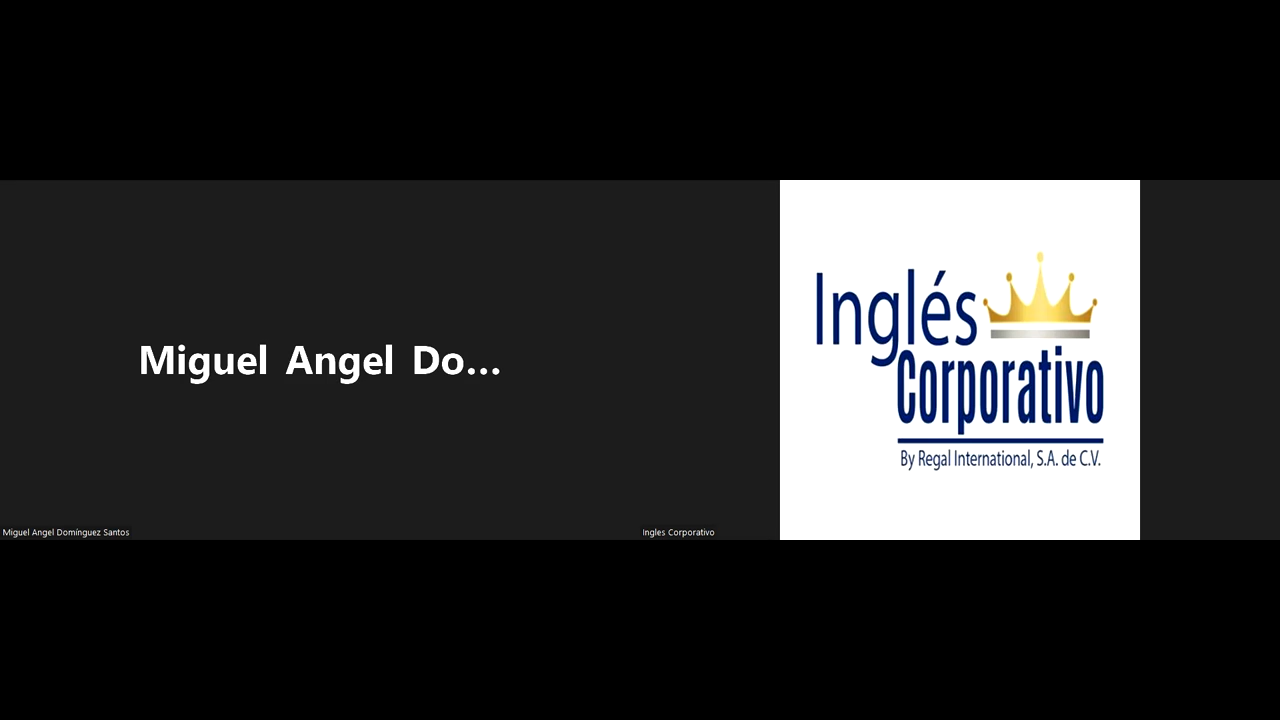 Miguel Angel Do...
Miguel Angel Domínguez Santos
Inglés
Corporativo
By Regal International, S.A. de C.V.
Ingles Corporativo